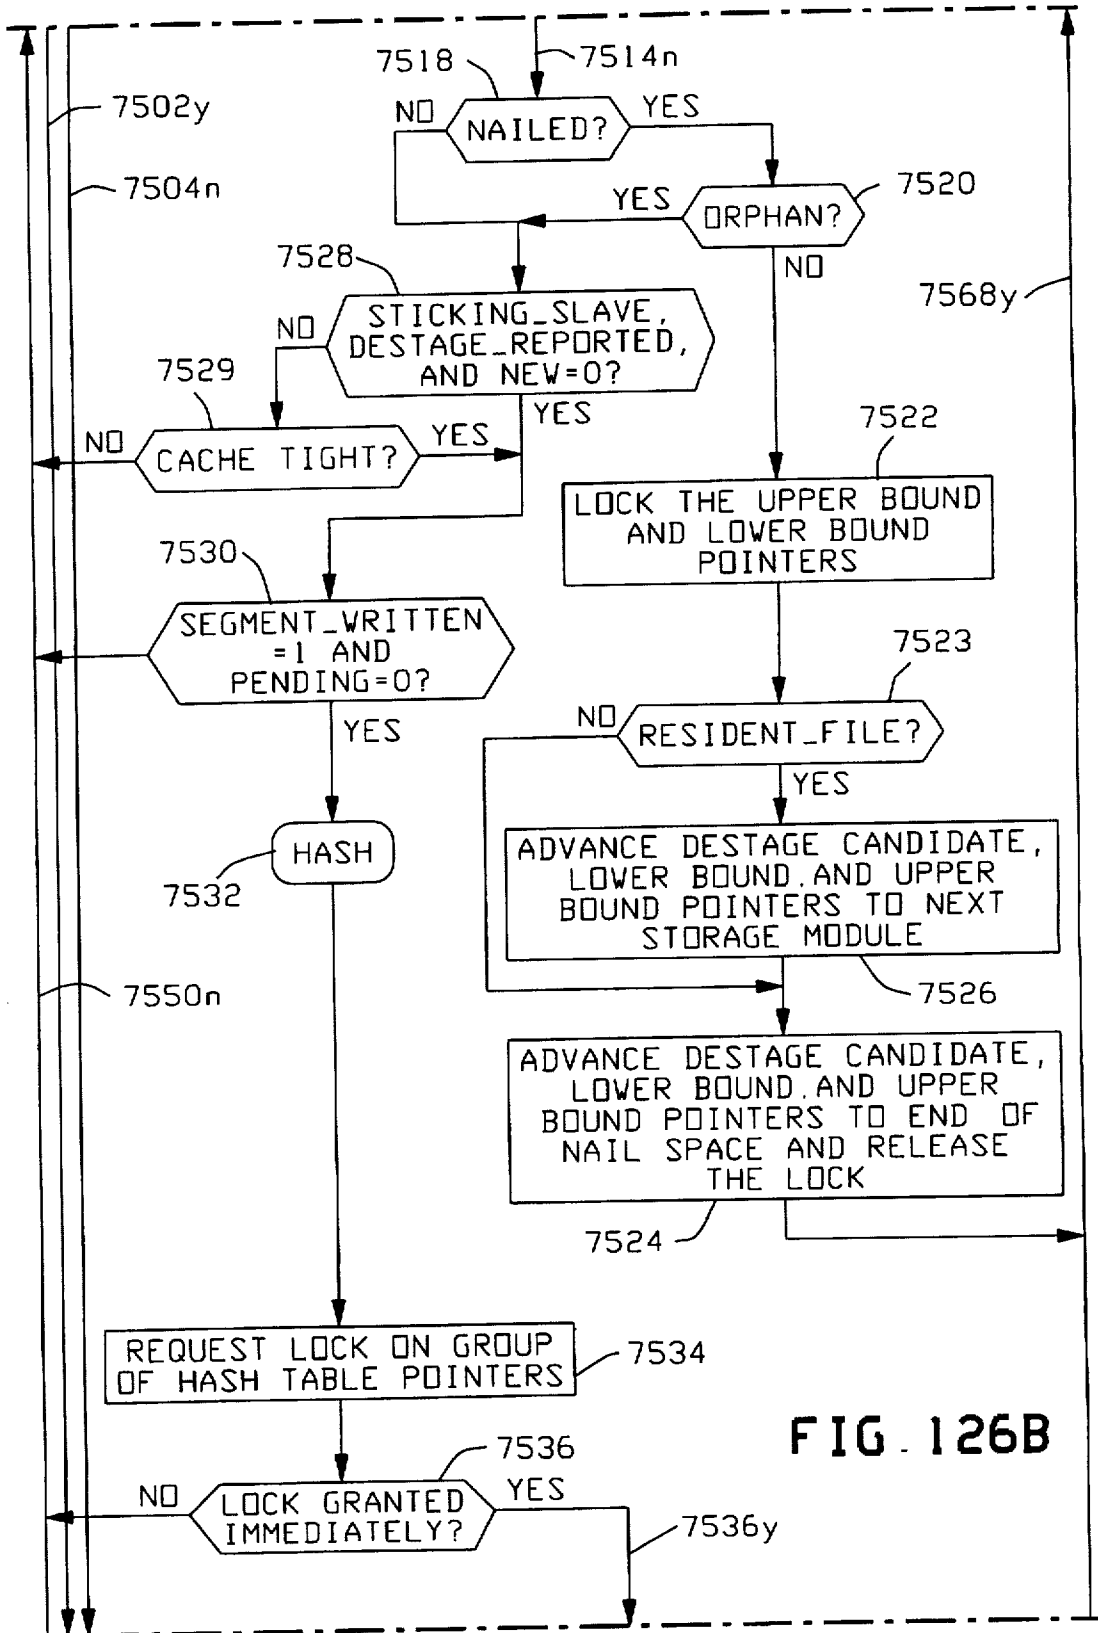 7518
7514n
7502y
NO
NAILED?
YES
7504n
YES
ORPHAN?
7520
NO
7528
7568y
NO
STICKING_SLAVE,
DESTAGE_REPORTED,
AND NEW=0?
YES
7529
NO
CACHE TIGHT?
YES
7522
LOCK THE UPPER BOUND
AND LOWER BOUND
POINTERS
7530
SEGMENT_WRITTEN
=1 AND
PENDING=0?
YES
7523
NO
RESIDENT_FILE?
YES
HASH
7532
ADVANCE DESTAGE CANDIDATE,
LOWER BOUND.AND UPPER
BOUND POINTERS TO NEXT
STORAGE MODULE
7526
7550n
ADVANCE DESTAGE CANDIDATE,
LOWER BOUND.AND UPPER
BOUND POINTERS TO END OF
NAIL SPACE AND RELEASE
THE LOCK
7524
REQUEST LOCK ON GROUP
OF HASH TABLE POINTERS
7534
FIG. 126B
7536
NO
LOCK GRANTED
IMMEDIATELY?
YES
7536y